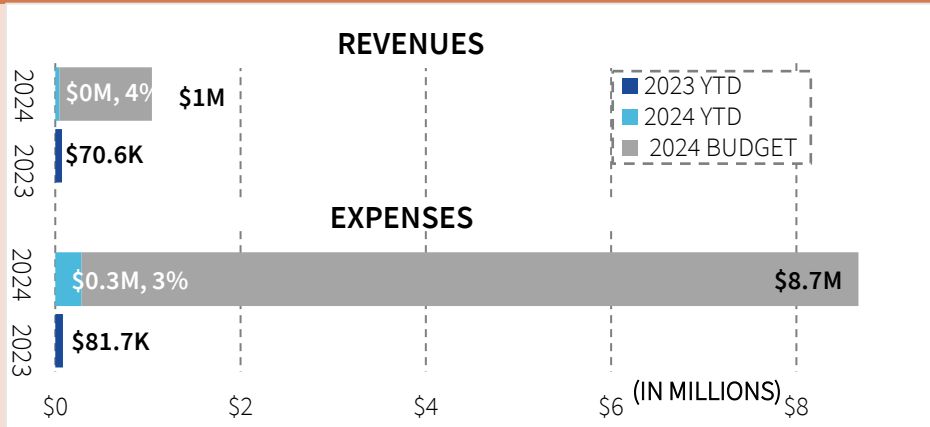 REVENUES
2024
$0M, 4%
$1M
2023
$70.6K
2023 YTD
2024 YTD
2024 BUDGET
EXPENSES
2024
$0.3M, 3%
$8.7M
2023
$81.7K
(IN MILLIONS)
$0
$2
$4
$6
$8